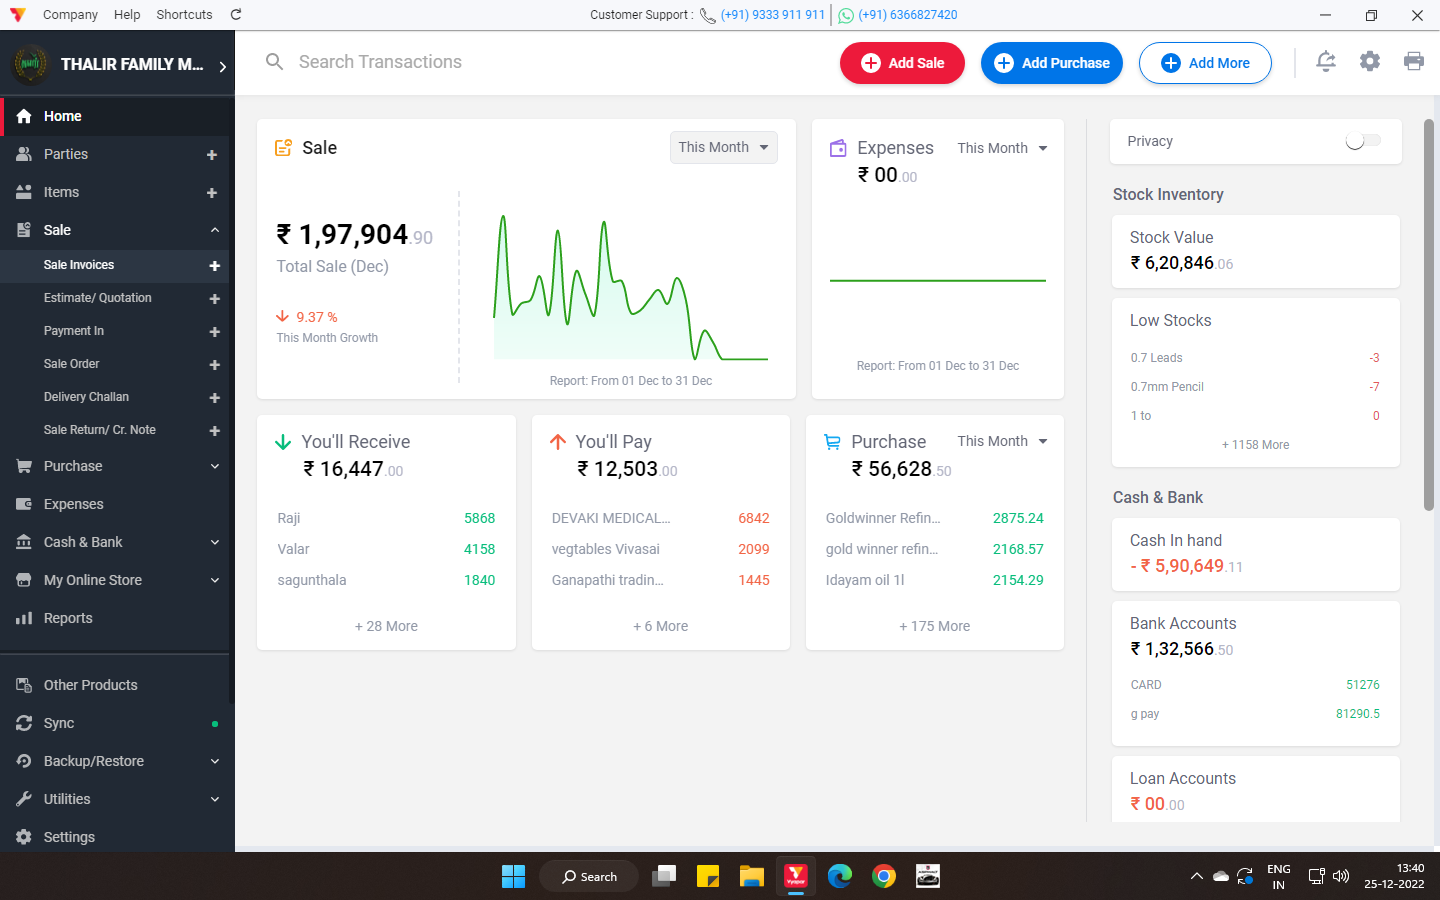 Company Help Shortcuts
Customer Support : (+91) 9333 911 911 (+91) 6366827420
THALIR FAMILY M...
Search Transactions
Add Sale
Add Purchase
Add More
Home
Parties
Items
Sale
Sale Invoices
Estimate/ Quotation
Payment In
Sale Order
Delivery Challan
Sale Return/ Cr. Note
Purchase
Expenses
Cash & Bank
My Online Store
Reports
Other Products
Sync
Backup/Restore
Utilities
Settings
Sale
This Month
₹ 1,97,904.90
Total Sale (Dec)
9.37 %
This Month Growth
Report: From 01 Dec to 31 Dec
Expenses This Month
₹ 00.00
Report: From 01 Dec to 31 Dec
You'll Receive
₹ 16,447.00
Raji 5868
Valar 4158
sagunthala 1840
+ 28 More
You'll Pay
₹ 12,503.00
DEVAKI MEDICAL... 6842
vegtables Vivasai 2099
Ganapathi tradin... 1445
+ 6 More
Purchase This Month
₹ 56,628.50
Goldwinner Refin... 2875.24
gold winner refin... 2168.57
Idayam oil 1l 2154.29
+ 175 More
Privacy
Stock Inventory
Stock Value
₹ 6,20,846.06
Low Stocks
0.7 Leads -3
0.7mm Pencil -7
1 to 0
+ 1158 More
Cash & Bank
Cash In hand
- ₹ 5,90,649.11
Bank Accounts
₹ 1,32,566.50
CARD 51276
g pay 81290.5
Loan Accounts
₹ 00.00
Search
Vyapar
ENG
IN
13:40
25-12-2022